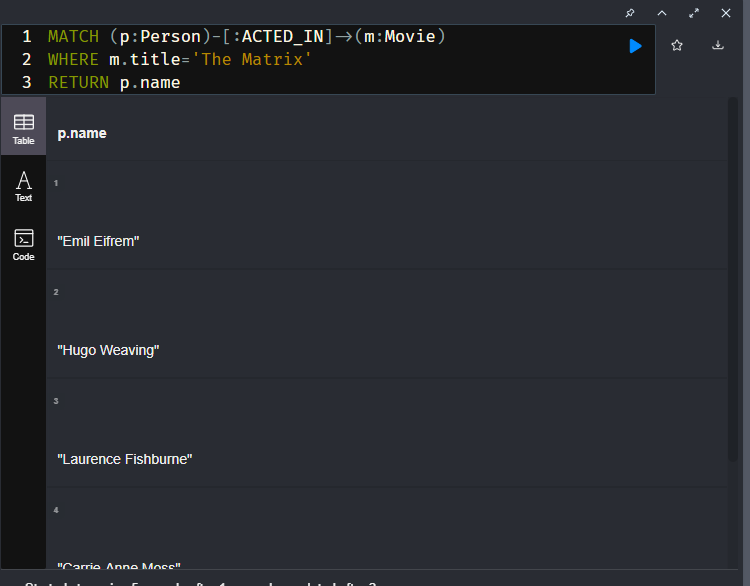 1 MATCH (p:Person)-[:ACTED_IN]->(m:Movie)
2 WHERE m.title='The Matrix'
3 RETURN p.name
Table
p.name
1
Text
"Emil Eifrem"
Code
2
"Hugo Weaving"
3
"Laurence Fishburne"
4
"Carrie-Anne Moss"